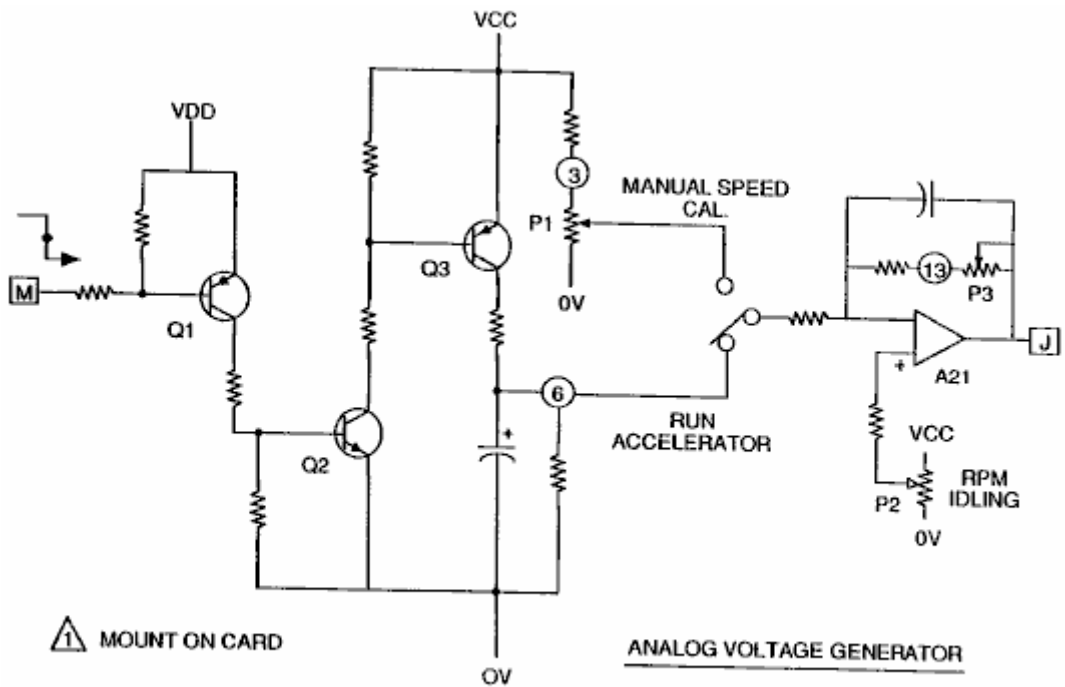 VCC
VDD
3
MANUAL SPEED
CAL.
P1
M
Q1
Q3
0V
13
P3
J
+
A21
+
6
RUN
ACCELERATOR
Q2
VCC
P2
RPM
IDLING
0V
1 MOUNT ON CARD
ANALOG VOLTAGE GENERATOR
OV